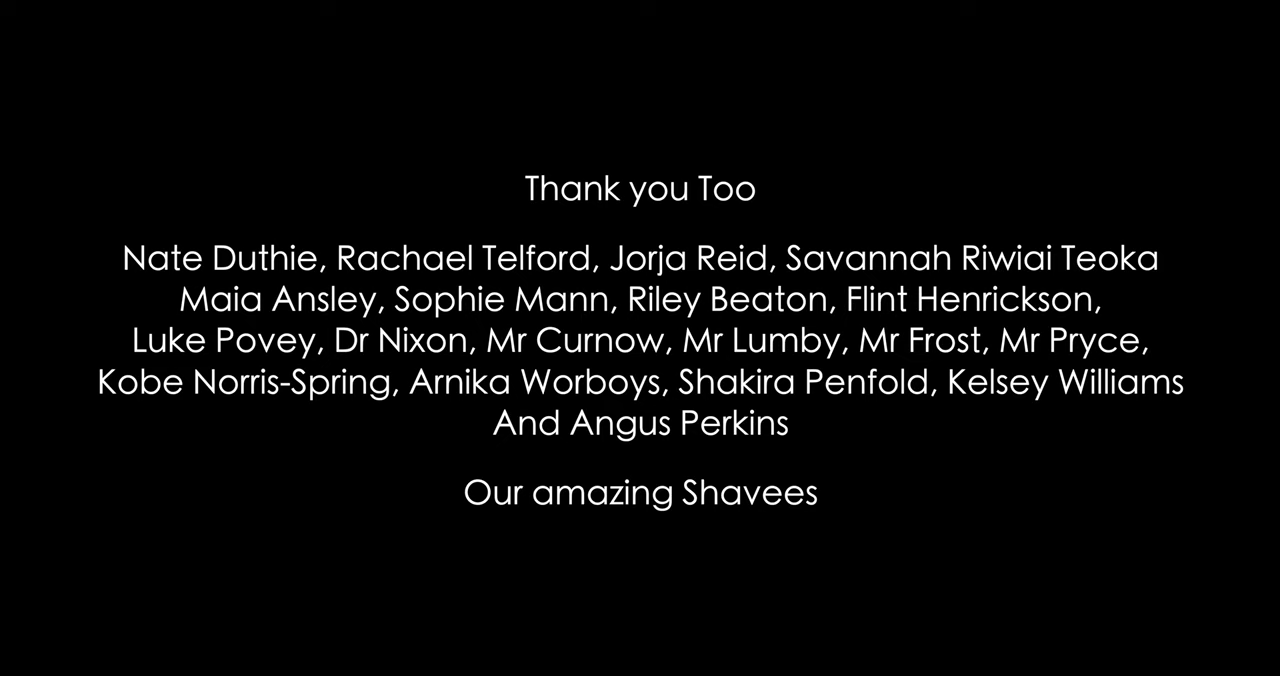 Thank you Too
Nate Duthie, Rachael Telford, Jorja Reid, Savannah Riwiai Teoka
Maia Ansley, Sophie Mann, Riley Beaton, Flint Henrickson,
Luke Povey, Dr Nixon, Mr Curnow, Mr Lumby, Mr Frost, Mr Pryce,
Kobe Norris-Spring, Arnika Worboys, Shakira Penfold, Kelsey Williams
And Angus Perkins
Our amazing Shavees